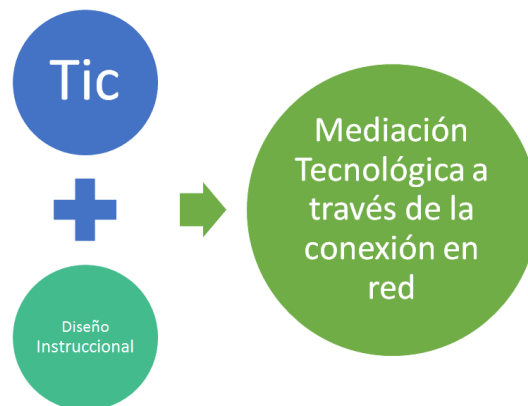 Tic
Diseño
Instruccional
Mediación
Tecnológica a
través de la
conexión en
red